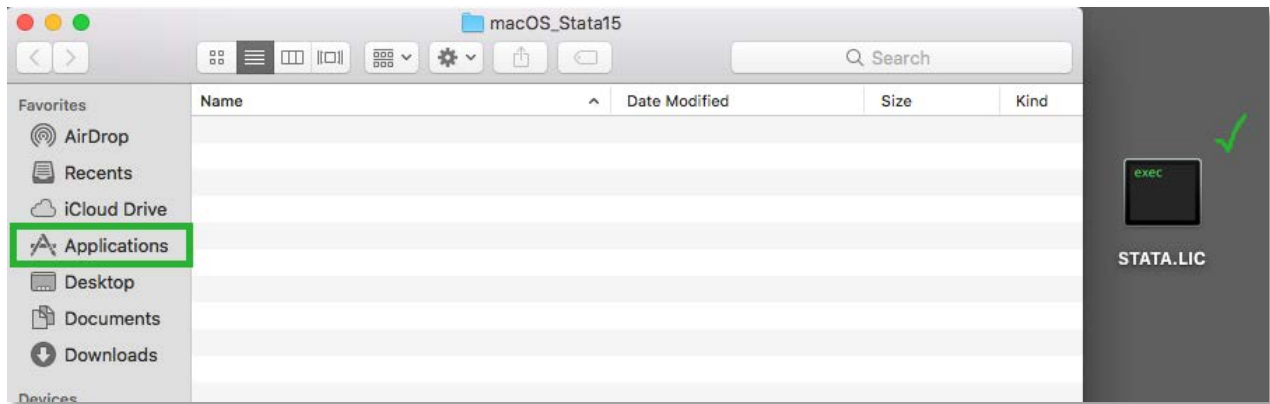 macOS_Stata15
Search
Favorites
Name Date Modified Size Kind
AirDrop
Recents
iCloud Drive
Applications
Desktop
Documents
Downloads
Devices
exec
STATA.LIC